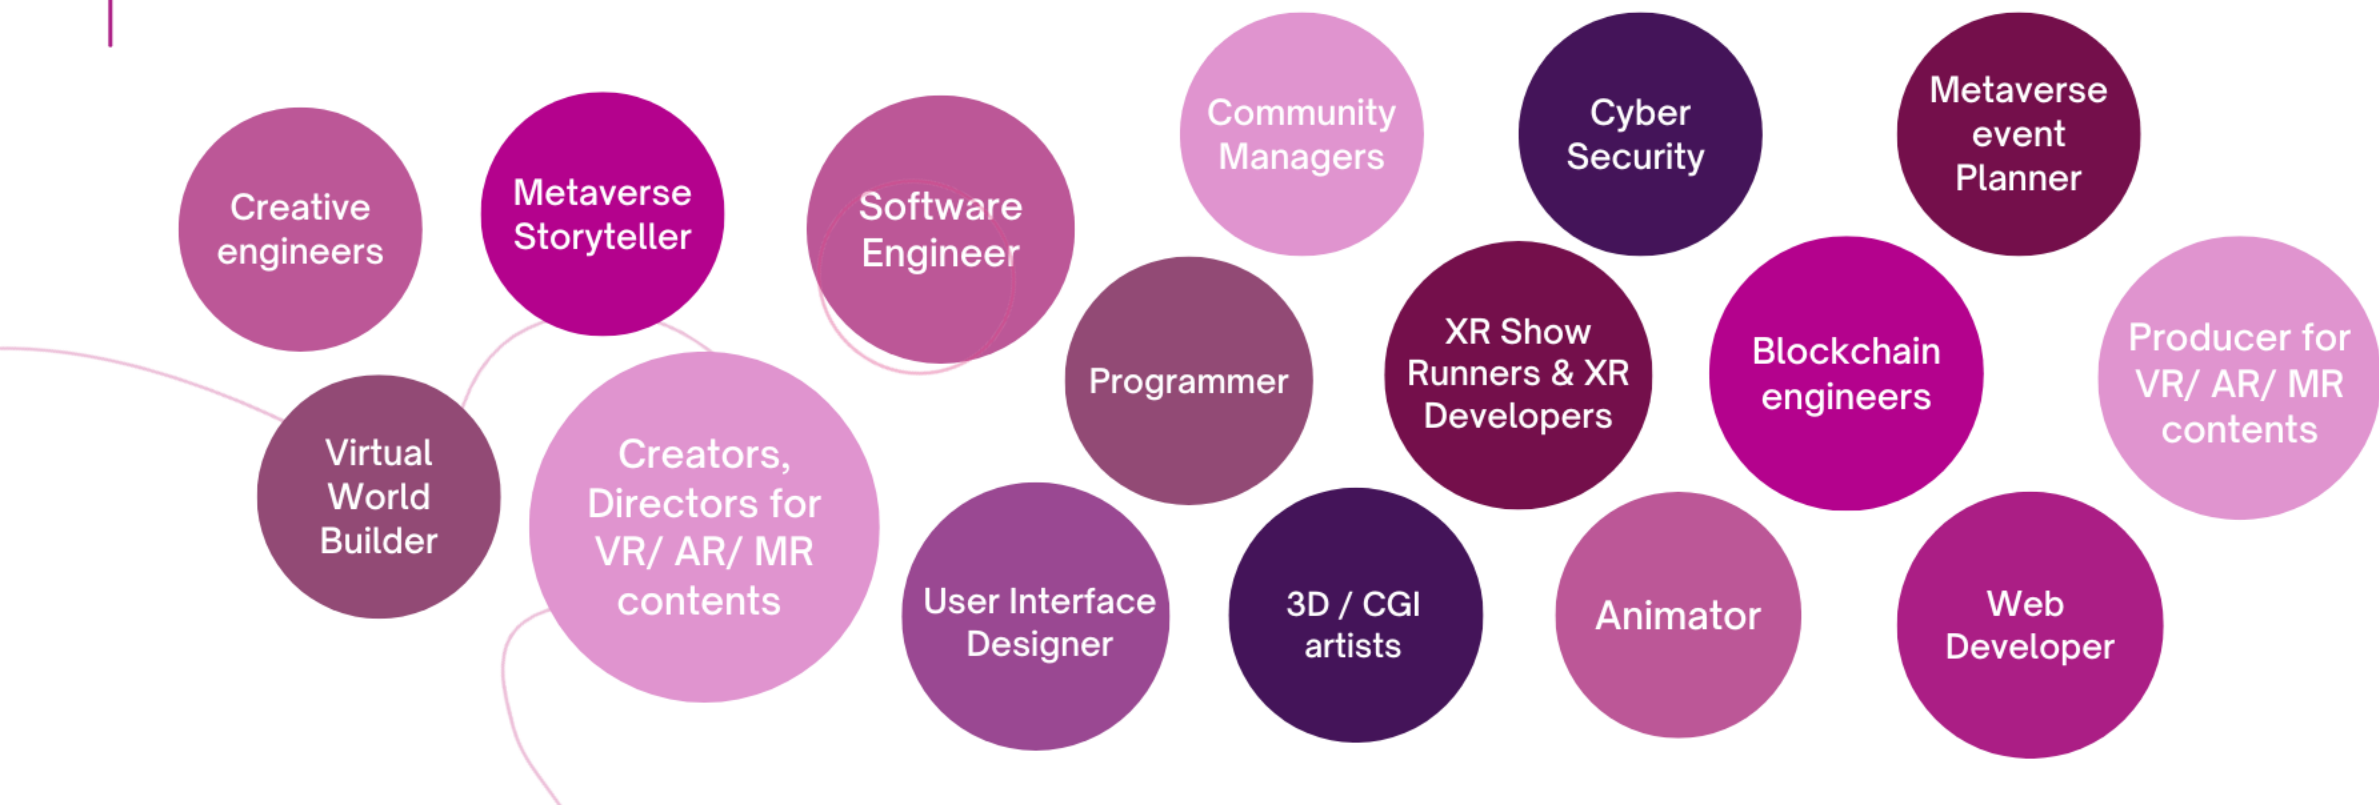 Creative
engineers
Metaverse
Storyteller
Software
Engineer
Community
Managers
Cyber
Security
Metaverse
event
Planner
Virtual
World
Builder
Creators,
Directors for
VR/ AR/ MR
contents
Programmer
XR Show
Runners & XR
Developers
Blockchain
engineers
Producer for
VR/ AR/ MR
contents
User Interface
Designer
3D / CGI
artists
Animator
Web
Developer